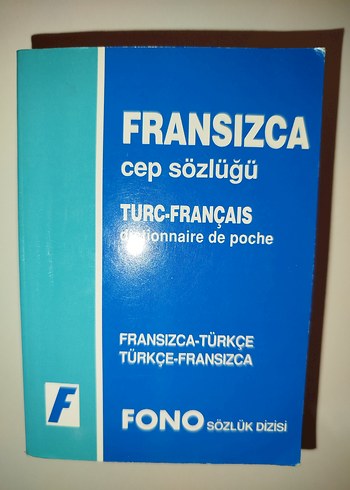 FRANSIZCA
cep sözlüğü
TURC-FRANÇAIS
dictionnaire de poche
FRANSIZCA-TÜRKÇE
TÜRKÇE-FRANSIZCA
F
FONO SÖZLÜK DİZİSİ